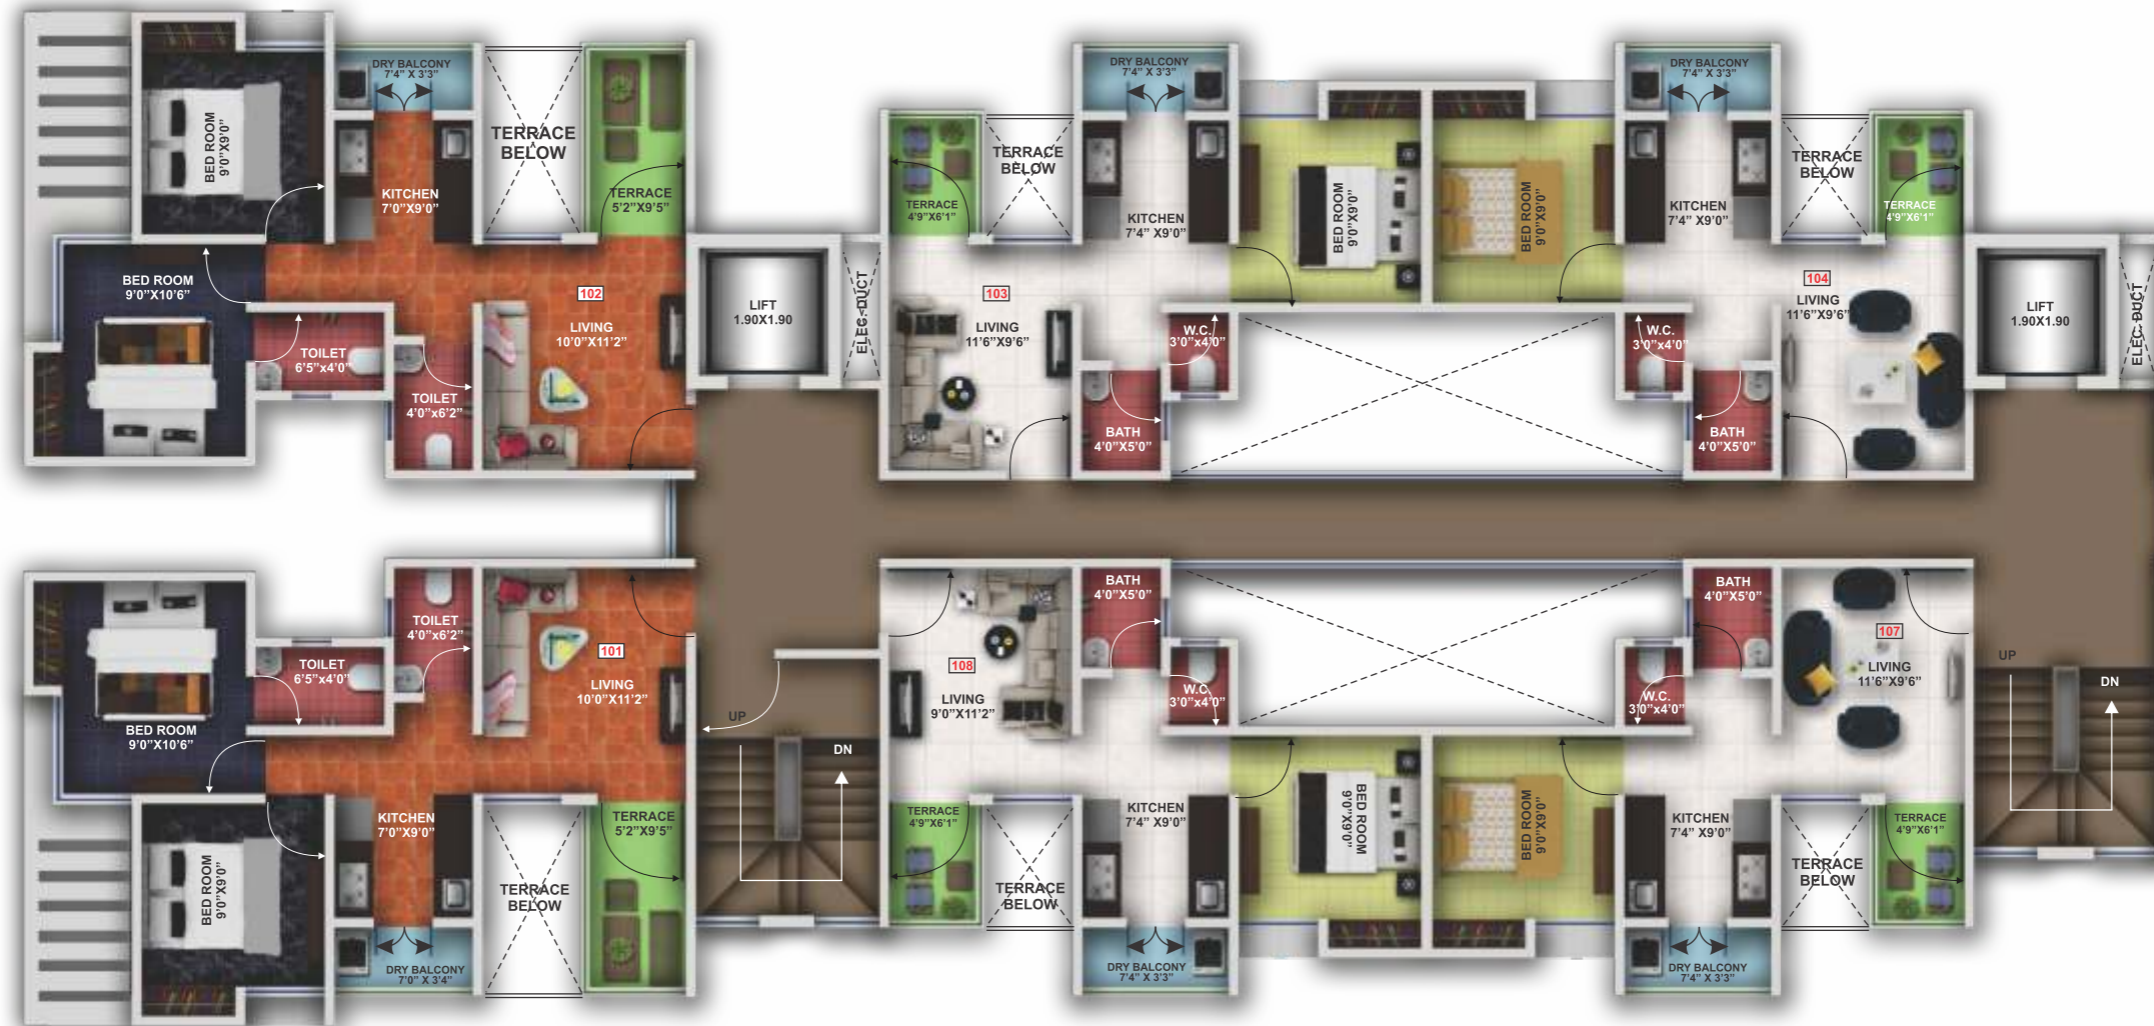 DRY BALCONY
7'4" X 3'3"
BED ROOM
9'0"X9'0"
TERRACE
BELOW
KITCHEN
7'0"X9'0"
TERRACE
5'2"X9'5"
BED ROOM
9'0"X10'6"
TOILET
6'5"x4'0"
TOILET
4'0"x6'2"
102
LIVING
10'0"X11'2"
LIFT
1.90X1.90
ELEC. DUCT
DRY BALCONY
7'4" X 3'3"
TERRACE
BELOW
TERRACE
4'9"X6'1"
KITCHEN
7'4" X9'0"
BED ROOM
9'0"X9'0"
103
LIVING
11'6"X9'6"
W.C.
3'0"x4'0"
BATH
4'0"X5'0"
DRY BALCONY
7'4" X 3'3"
BED ROOM
9'0"X9'0"
KITCHEN
7'4" X9'0"
TERRACE
BELOW
TERRACE
4'9"X6'1"
104
LIVING
11'6"X9'6"
W.C.
3'0"x4'0"
BATH
4'0"X5'0"
LIFT
1.90X1.90
ELEC. DUCT
TOILET
4'0"x6'2"
TOILET
6'5"x4'0"
101
LIVING
10'0"X11'2"
BED ROOM
9'0"X10'6"
KITCHEN
7'0"X9'0"
TERRACE
5'2"X9'5"
BED ROOM
9'0"X9'0"
TERRACE
BELOW
DRY BALCONY
7'0" X 3'4"
UP
DN
BATH
4'0"X5'0"
108
LIVING
9'0"X11'2"
W.C.
3'0"x4'0"
TERRACE
4'9"X6'1"
KITCHEN
7'4" X9'0"
BED ROOM
9'0"X9'0"
TERRACE
BELOW
DRY BALCONY
7'4" X 3'3"
BATH
4'0"X5'0"
107
LIVING
11'6"X9'6"
W.C.
3'0"x4'0"
BED ROOM
9'0"X9'0"
KITCHEN
7'4" X9'0"
TERRACE
4'9"X6'1"
TERRACE
BELOW
DRY BALCONY
7'4" X 3'3"
UP
DN